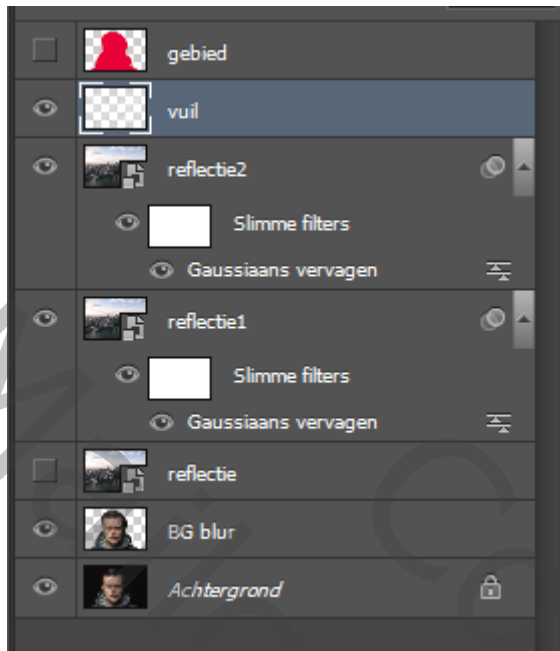 gebied
vuil
reflectie2
Slimme filters
Gaussiaans vervagen
reflectie1
Slimme filters
Gaussiaans vervagen
reflectie
BG blur
Achtergrond